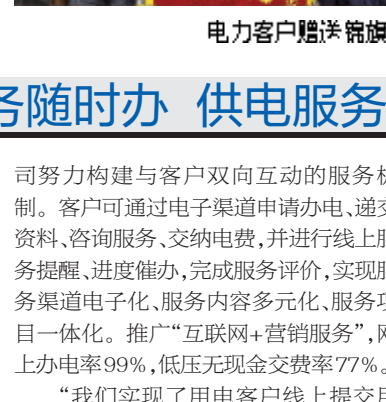 电力客户赠送锦旗
务随时办 供电服务
司努力构建与客户双向互动的服务机
制。客户可通过电子渠道申请办电、递交
资料、咨询服务、交纳电费,并进行线上服
务提醒、进度催办,完成服务评价,实现服
务渠道电子化、服务内容多元化、服务项
目一体化。推广“互联网+营销服务”,网
上办电率99%,低压无现金交费率77%。
“我们实现了用电客户线上提交用